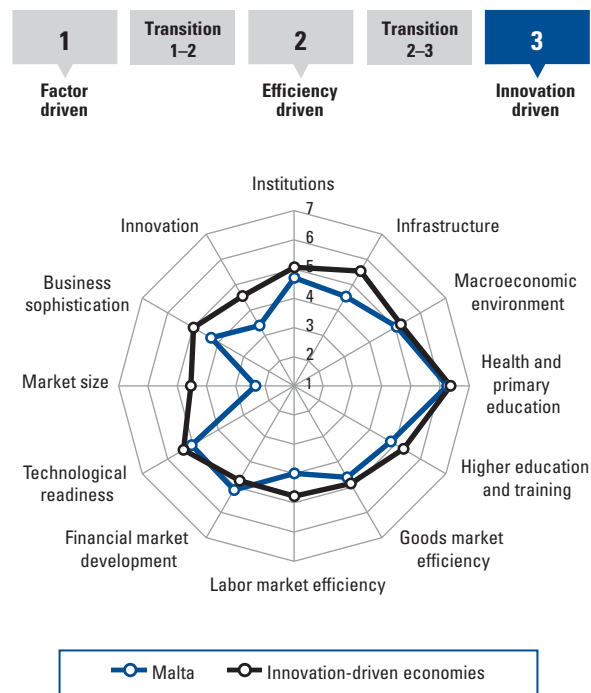 1
Transition
1–2
2
Transition
2–3
3
Factor
driven
Efficiency
driven
Innovation
driven
Institutions
Infrastructure
Macroeconomic
environment
Health and
primary
education
Higher education
and training
Goods market
efficiency
Labor market efficiency
Financial market
development
Technological
readiness
Market size
Business
sophistication
Innovation
7
6
5
4
3
2
1
Malta
Innovation-driven economies